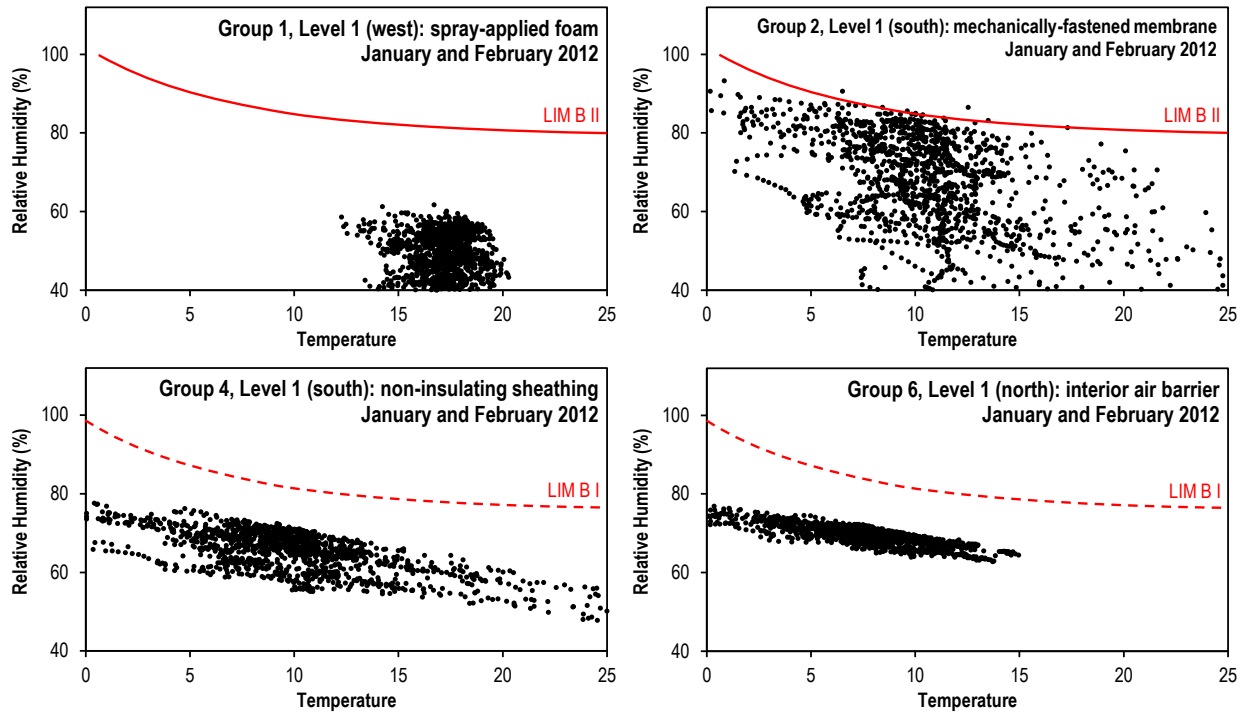 Group 1, Level 1 (west): spray-applied foam
January and February 2012
Relative Humidity (%)
100
80
60
40
LIM B II
0 5 10 15 20 25
Temperature
Group 2, Level 1 (south): mechanically-fastened membrane
January and February 2012
Relative Humidity (%)
100
80
60
40
LIM B II
0 5 10 15 20 25
Temperature
Group 4, Level 1 (south): non-insulating sheathing
January and February 2012
Relative Humidity (%)
100
80
60
40
LIM B I
0 5 10 15 20 25
Temperature
Group 6, Level 1 (north): interior air barrier
January and February 2012
Relative Humidity (%)
100
80
60
40
LIM B I
0 5 10 15 20 25
Temperature